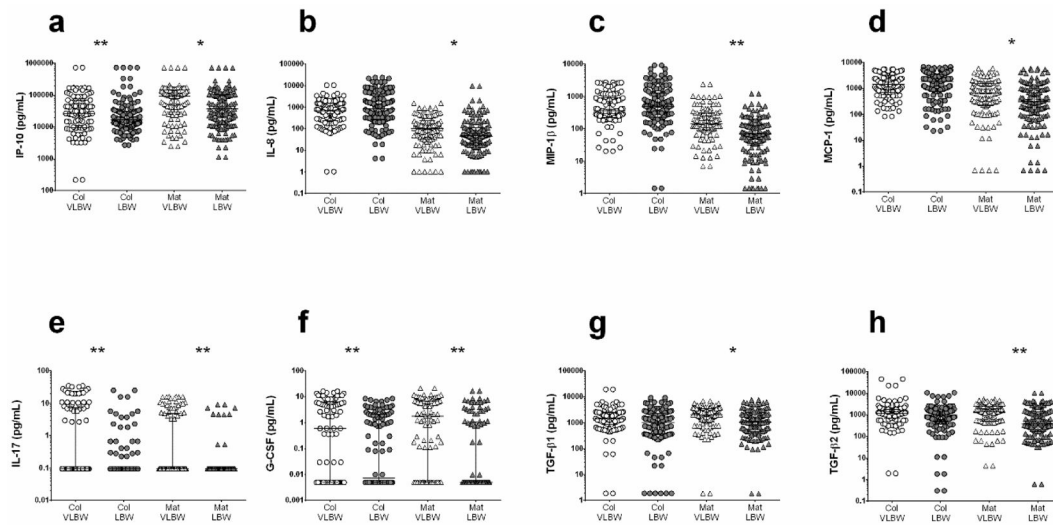 a
**
*
IP-10 (pg/mL)
1000000
100000
10000
1000
100
Col
VLBW
Col
LBW
Mat
VLBW
Mat
LBW
b
*
IL-8 (pg/mL)
100000
10000
1000
100
10
1
0.1
Col
VLBW
Col
LBW
Mat
VLBW
Mat
LBW
c
**
MIP-1β (pg/mL)
10000
1000
100
10
1
Col
VLBW
Col
LBW
Mat
VLBW
Mat
LBW
d
*
MCP-1 (pg/mL)
10000
1000
100
10
1
0.1
Col
VLBW
Col
LBW
Mat
VLBW
Mat
LBW
e
**
**
IL-17 (pg/mL)
100
10
1
0.1
0.01
Col
VLBW
Col
LBW
Mat
VLBW
Mat
LBW
f
**
**
G-CSF (pg/mL)
100
10
1
0.1
0.01
0.001
Col
VLBW
Col
LBW
Mat
VLBW
Mat
LBW
g
*
TGF-β1 (pg/mL)
100000
10000
1000
100
10
1
Col
VLBW
Col
LBW
Mat
VLBW
Mat
LBW
h
**
TGF-β2 (pg/mL)
100000
10000
1000
100
10
1
0.1
Col
VLBW
Col
LBW
Mat
VLBW
Mat
LBW